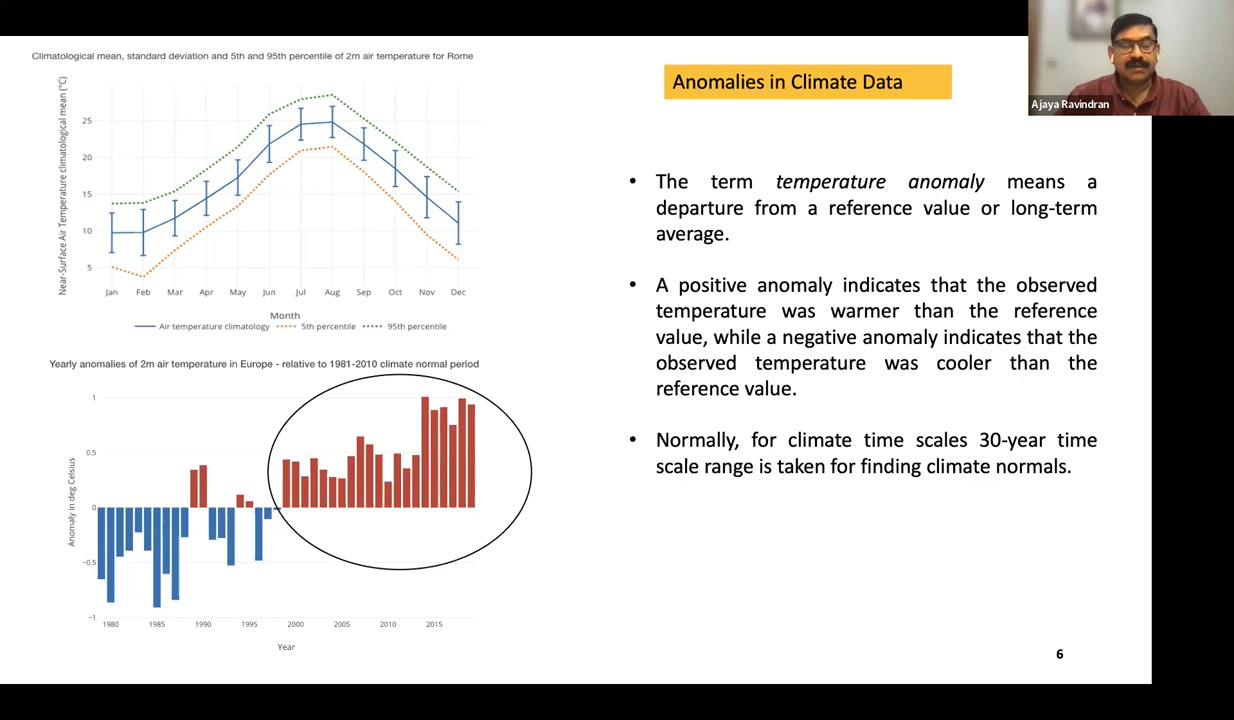 Climatological mean, standard deviation and 5th and 95th percentile of 2m air temperature for Rome
Near-Surface Air Temperature climatological mean (°C)
25
20
15
10
5
Jan Feb Mar Apr May Jun Jul Aug Sep Oct Nov Dec
Month
Air temperature climatology 5th percentile 95th percentile
Yearly anomalies of 2m air temperature in Europe - relative to 1981-2010 climate normal period
Anomaly in deg Celsius
1
0.5
0
−0.5
−1
1980 1985 1990 1995 2000 2005 2010 2015
Year
Anomalies in Climate Data
• The term temperature anomaly means a
departure from a reference value or long-term
average.
• A positive anomaly indicates that the observed
temperature was warmer than the reference
value, while a negative anomaly indicates that the
observed temperature was cooler than the
reference value.
• Normally, for climate time scales 30-year time
scale range is taken for finding climate normals.
6
Ajaya Ravindran